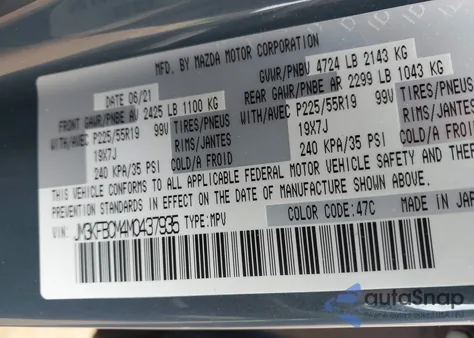 MFD. BY MAZDA MOTOR CORPORATION
DATE 06/21
GVWR/PNBV 4724 LB 2143 KG
FRONT GAWR/PNBE AV 2425 LB 1100 KG
REAR GAWR/PNBE AR 2299 LB 1043 KG
WITH/AVEC P225/55R19 99V TIRES/PNEUS
WITH/AVEC P225/55R19 99V TIRES/PNEUS
19X7J RIMS/JANTES
19X7J RIMS/JANTES
240 KPA/35 PSI COLD/A FROID
240 KPA/35 PSI COLD/A FROID
THIS VEHICLE CONFORMS TO ALL APPLICABLE FEDERAL MOTOR VEHICLE SAFETY AND
BUMPER STANDARDS IN EFFECT ON THE DATE OF MANUFACTURE SHOWN ABOVE.
VIN: JM3KFBCM4M0437935 TYPE: MPV
COLOR CODE: 47C
MADE IN
autoSnap